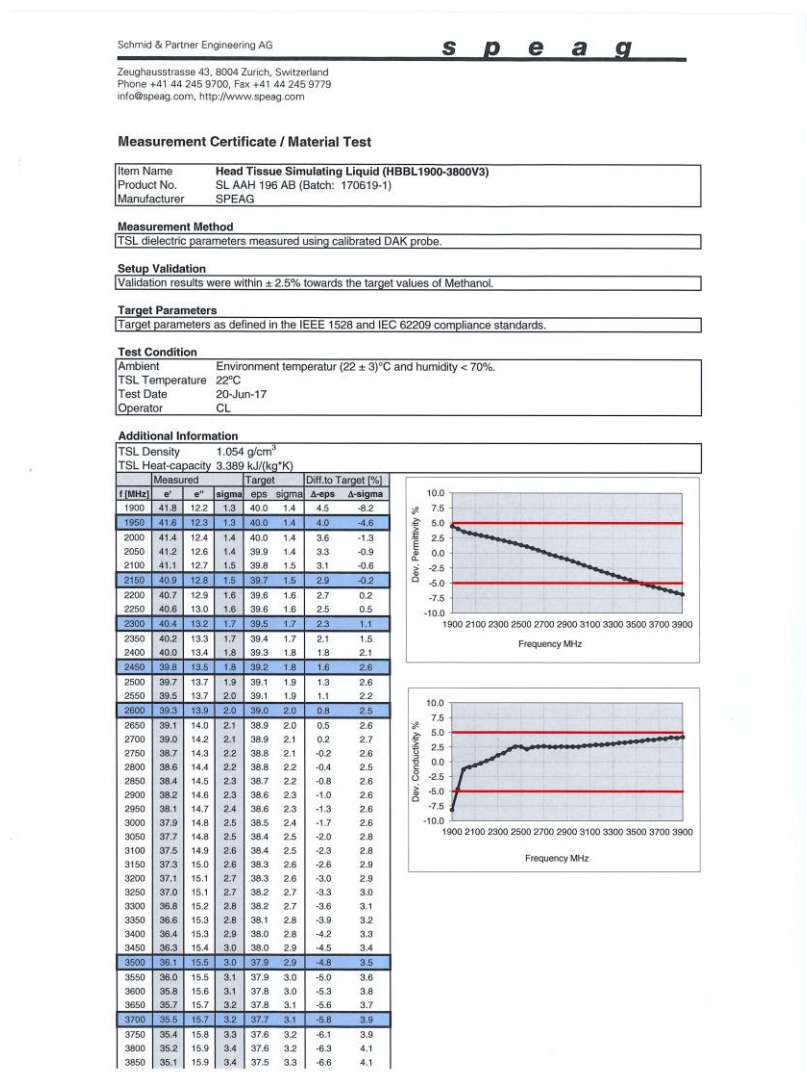 Schmid & Partner Engineering AG
s p e a g
Zeughausstrasse 43, 8004 Zurich, Switzerland
Phone +41 44 245 9700, Fax +41 44 245 9779
info@speag.com, http://www.speag.com
Measurement Certificate / Material Test
Item Name Head Tissue Simulating Liquid (HBBL1900-3800V3)
Product No. SL AAH 196 AB (Batch: 170619-1)
Manufacturer SPEAG
Measurement Method
TSL dielectric parameters measured using calibrated DAK probe.
Setup Validation
Validation results were within ± 2.5% towards the target values of Methanol.
Target Parameters
Target parameters as defined in the IEEE 1528 and IEC 62209 compliance standards.
Test Condition
Ambient Environment temperatur (22 ± 3)°C and humidity < 70%.
TSL Temperature 22°C
Test Date 20-Jun-17
Operator CL
Additional Information
TSL Density 1.054 g/cm³
TSL Heat-capacity 3.389 kJ/(kg*K)
Measured Target Diff.to Target [%]
f [MHz] e' e'' sigma eps sigma Δ-eps Δ-sigma
1900 41.8 12.2 1.3 40.0 1.4 4.5 -8.2
1950 41.6 12.3 1.3 40.0 1.4 4.0 -4.6
2000 41.4 12.4 1.4 40.0 1.4 3.6 -1.3
2050 41.2 12.6 1.4 39.9 1.4 3.3 -0.9
2100 41.1 12.7 1.5 39.8 1.5 3.1 -0.6
2150 40.9 12.8 1.5 39.7 1.5 2.9 -0.2
2200 40.7 12.9 1.6 39.6 1.6 2.7 0.2
2250 40.6 13.0 1.6 39.6 1.6 2.5 0.5
2300 40.4 13.2 1.7 39.5 1.7 2.3 1.1
2350 40.2 13.3 1.7 39.4 1.7 2.1 1.5
2400 40.0 13.4 1.8 39.3 1.8 1.8 2.1
2450 39.8 13.5 1.8 39.2 1.8 1.6 2.6
2500 39.7 13.7 1.9 39.1 1.9 1.3 2.6
2550 39.5 13.7 2.0 39.1 1.9 1.1 2.2
2600 39.3 13.9 2.0 39.0 2.0 0.8 2.5
2650 39.1 14.0 2.1 38.9 2.0 0.5 2.6
2700 39.0 14.2 2.1 38.9 2.1 0.2 2.7
2750 38.7 14.3 2.2 38.8 2.1 -0.2 2.6
2800 38.6 14.4 2.2 38.8 2.2 -0.4 2.5
2850 38.4 14.5 2.3 38.7 2.2 -0.8 2.6
2900 38.2 14.6 2.3 38.6 2.3 -1.0 2.6
2950 38.1 14.7 2.4 38.6 2.3 -1.3 2.6
3000 37.9 14.8 2.5 38.5 2.4 -1.7 2.6
3050 37.7 14.8 2.5 38.4 2.5 -2.0 2.8
3100 37.5 14.9 2.6 38.4 2.5 -2.3 2.8
3150 37.3 15.0 2.6 38.3 2.6 -2.6 2.9
3200 37.1 15.1 2.7 38.3 2.6 -3.0 2.9
3250 37.0 15.1 2.7 38.2 2.7 -3.3 3.0
3300 36.8 15.2 2.8 38.2 2.7 -3.6 3.1
3350 36.6 15.3 2.8 38.1 2.8 -3.9 3.2
3400 36.4 15.3 2.9 38.0 2.8 -4.2 3.3
3450 36.3 15.4 3.0 38.0 2.9 -4.5 3.4
3500 36.1 15.5 3.0 37.9 2.9 -4.8 3.5
3550 36.0 15.5 3.1 37.9 3.0 -5.0 3.6
3600 35.8 15.6 3.1 37.8 3.0 -5.3 3.8
3650 35.7 15.7 3.2 37.8 3.1 -5.6 3.7
3700 35.5 15.7 3.2 37.7 3.1 -5.8 3.9
3750 35.4 15.8 3.3 37.6 3.2 -6.1 3.9
3800 35.2 15.9 3.4 37.6 3.2 -6.3 4.1
3850 35.1 15.9 3.4 37.5 3.3 -6.6 4.1
Dev. Permittivity %
10.0
7.5
5.0
2.5
0.0
-2.5
-5.0
-7.5
-10.0
1900 2100 2300 2500 2700 2900 3100 3300 3500 3700 3900
Frequency MHz
Dev. Conductivity %
10.0
7.5
5.0
2.5
0.0
-2.5
-5.0
-7.5
-10.0
1900 2100 2300 2500 2700 2900 3100 3300 3500 3700 3900
Frequency MHz